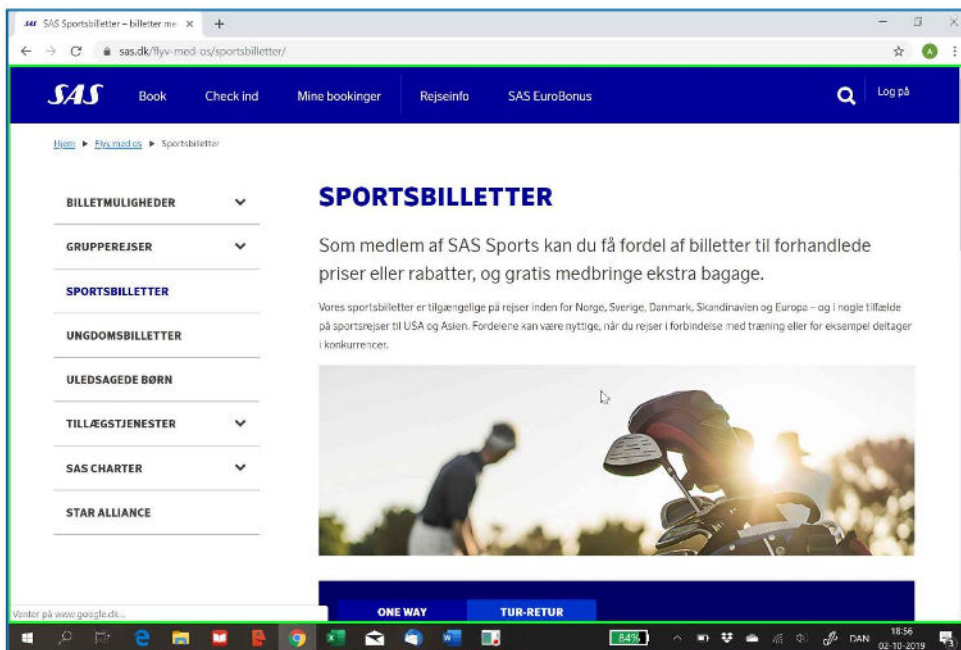 SAS SAS Sportsbilletter – billetter me
sas.dk/flyv-med-os/sportsbilletter/
SAS Book Check ind Mine bookinger Rejseinfo SAS EuroBonus Log på
Hjem ▶ Flyv med os ▶ Sportsbilletter
BILLETMULIGHEDER
GRUPPEREJSER
SPORTSBILLETTER
UNGDOMSBILLETTER
ULEDSAGEDE BØRN
TILLÆGSTJENESTER
SAS CHARTER
STAR ALLIANCE
SPORTSBILLETTER
Som medlem af SAS Sports kan du få fordel af billetter til forhandlede
priser eller rabatter, og gratis medbringe ekstra bagage.
Vores sportsbilletter er tilgængelige på rejser inden for Norge, Sverige, Danmark, Skandinavien og Europa – og i nogle tilfælde
på sportsrejser til USA og Asien. Fordelene kan være nyttige, når du rejser i forbindelse med træning eller for eksempel deltager
i konkurrencer.
ONE WAY TUR-RETUR
Venter på www.google.dk...
84% DAN 18:56
02-10-2019